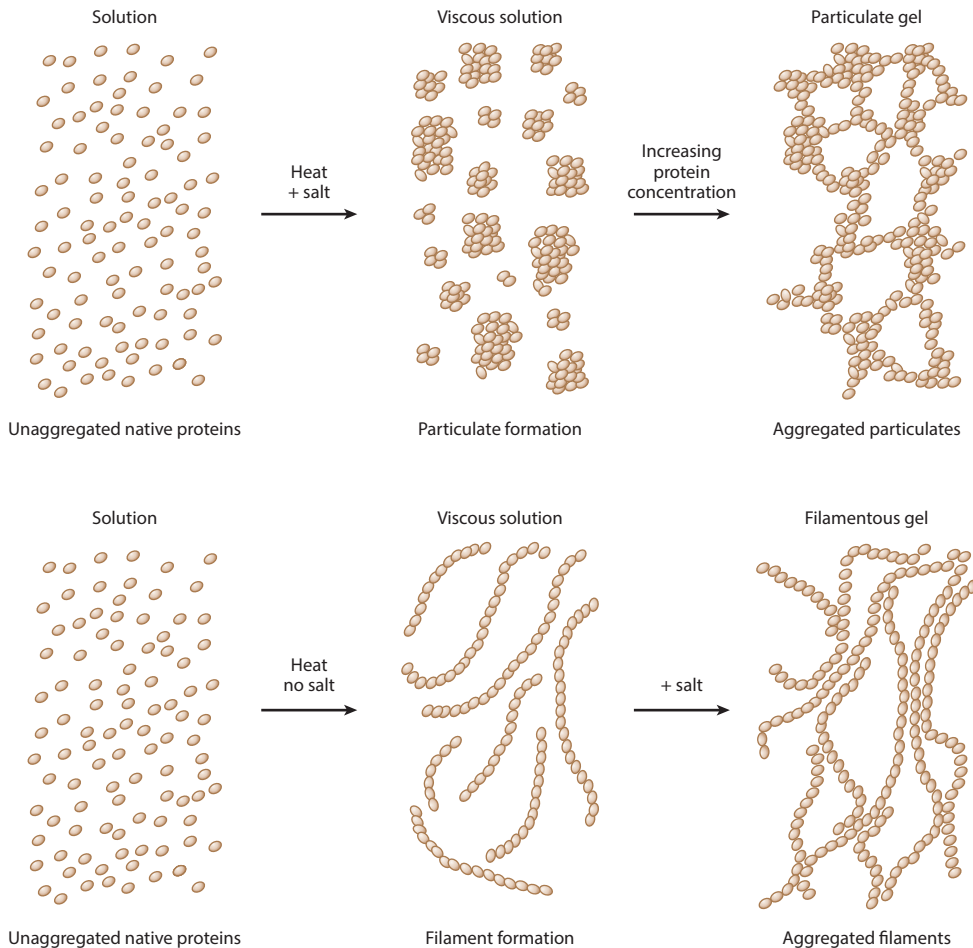 Solution
Viscous solution
Particulate gel
Heat
+ salt
Increasing
protein
concentration
Unaggregated native proteins
Particulate formation
Aggregated particulates
Solution
Viscous solution
Filamentous gel
Heat
no salt
+ salt
Unaggregated native proteins
Filament formation
Aggregated filaments